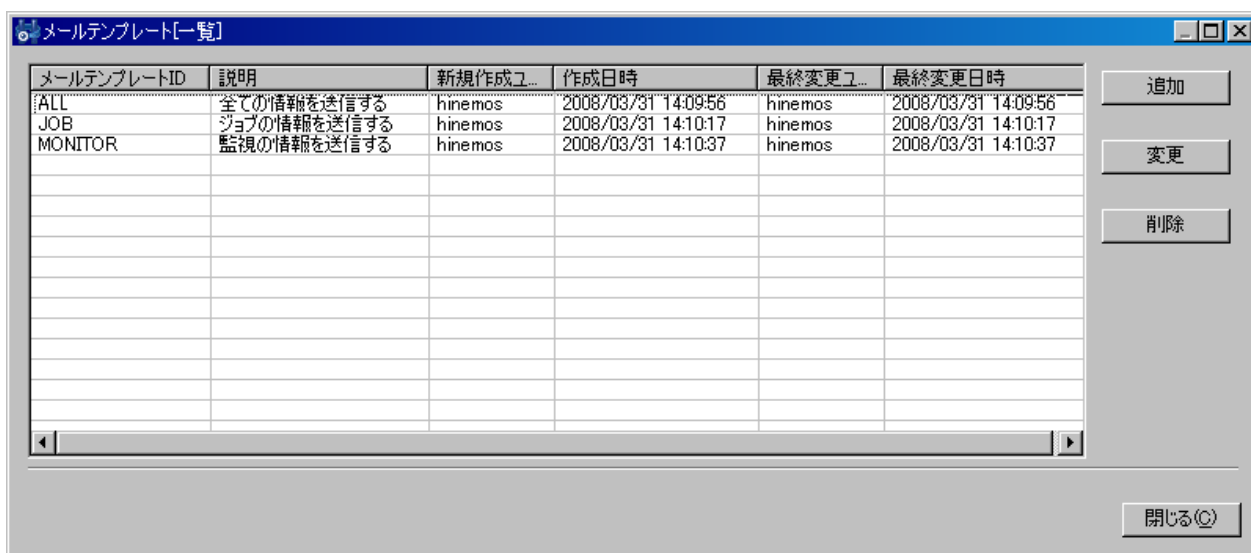 メールテンプレート[一覧]
メールテンプレートID 説明 新規作成ユ... 作成日時 最終変更ユ... 最終変更日時
ALL 全ての情報を送信する hinemos 2008/03/31 14:09:56 hinemos 2008/03/31 14:09:56
JOB ジョブの情報を送信する hinemos 2008/03/31 14:10:17 hinemos 2008/03/31 14:10:17
MONITOR 監視の情報を送信する hinemos 2008/03/31 14:10:37 hinemos 2008/03/31 14:10:37
追加
変更
削除
閉じる(C)